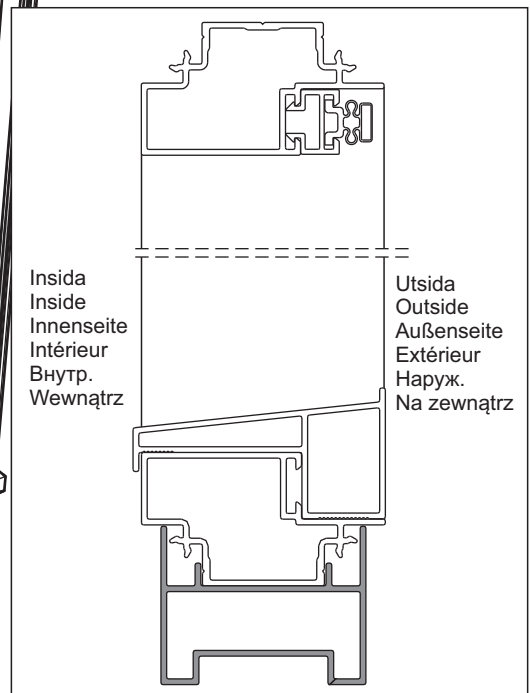 Insida
Inside
Innenseite
Intérieur
Внутр.
Wewnątrz
Utsida
Outside
Außenseite
Extérieur
Наруж.
Na zewnątrz